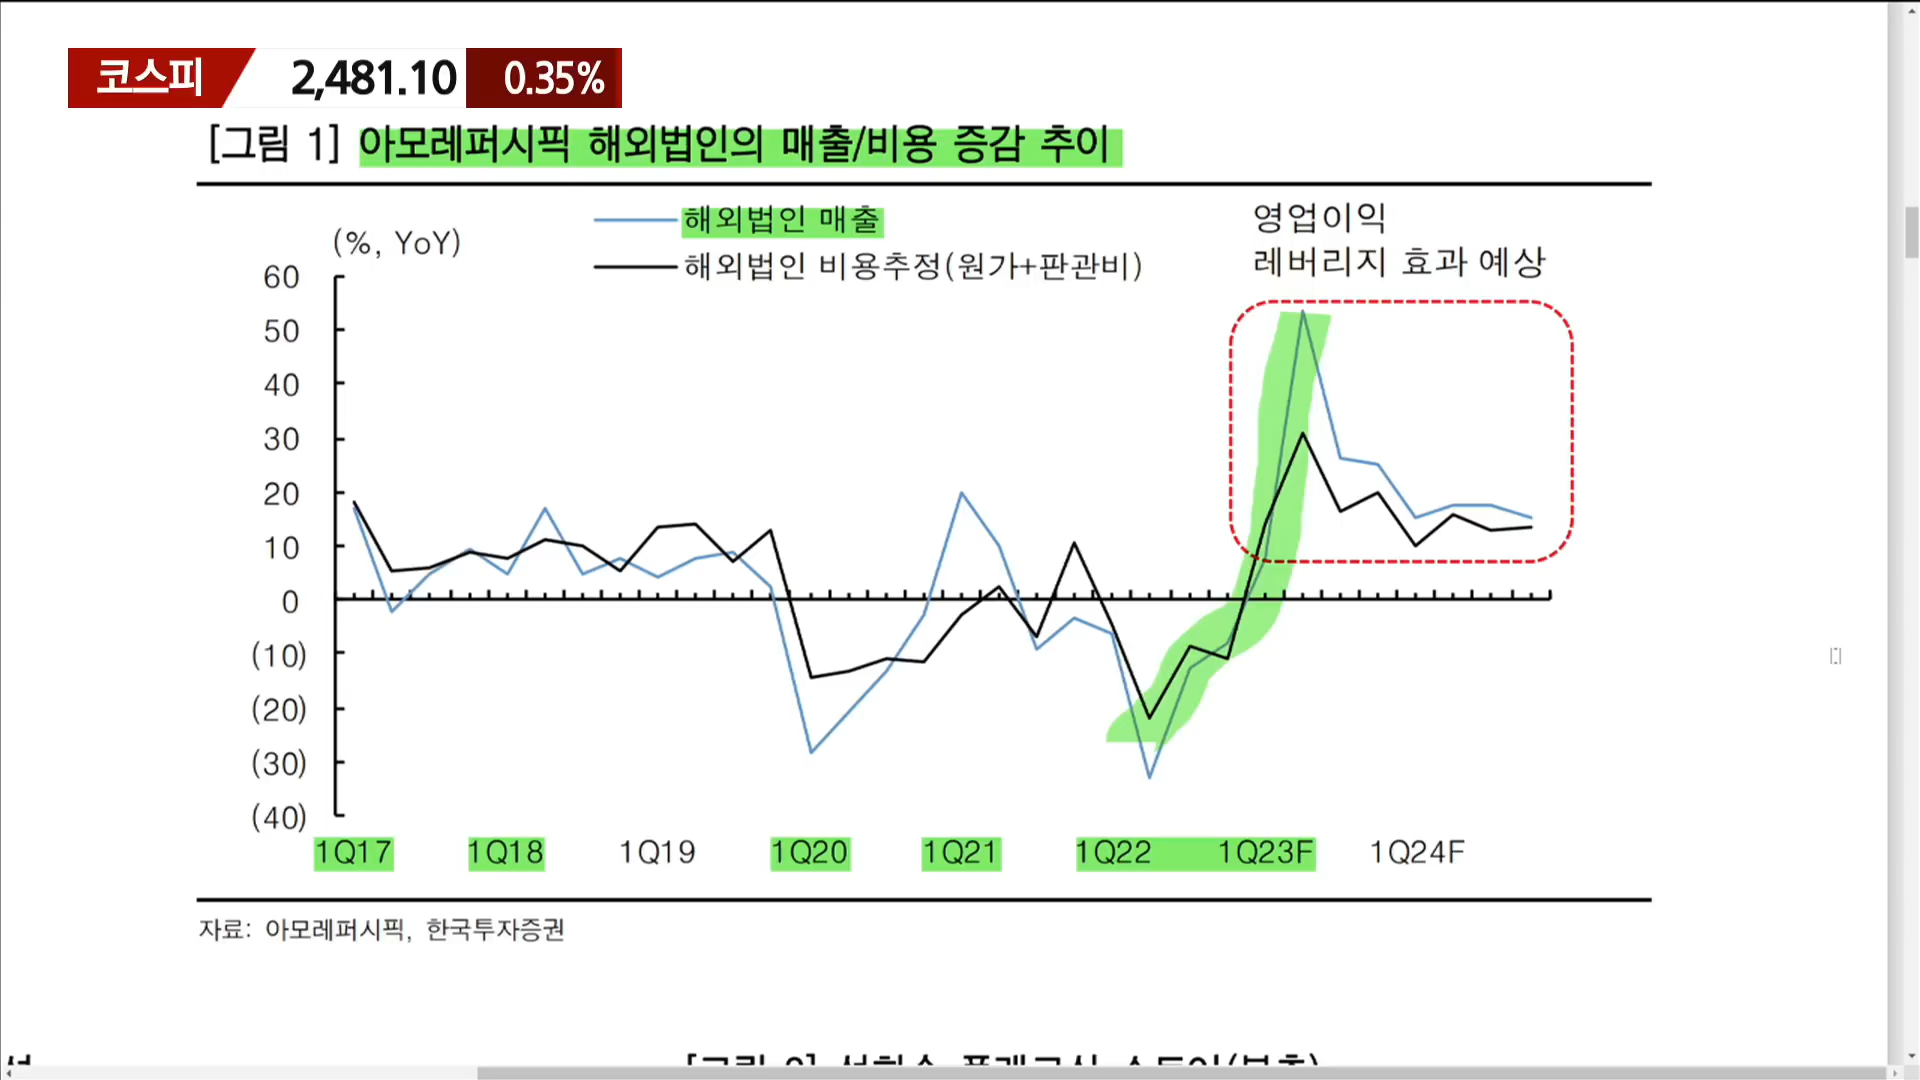 코스피 2,481.10 0.35%
[그림 1] 아모레퍼시픽 해외법인의 매출/비용 증감 추이
해외법인 매출
해외법인 비용추정(원가+판관비)
영업이익
레버리지 효과 예상
(%, YoY)
60
50
40
30
20
10
0
(10)
(20)
(30)
(40)
1Q17 1Q18 1Q19 1Q20 1Q21 1Q22 1Q23F 1Q24F
자료: 아모레퍼시픽, 한국투자증권